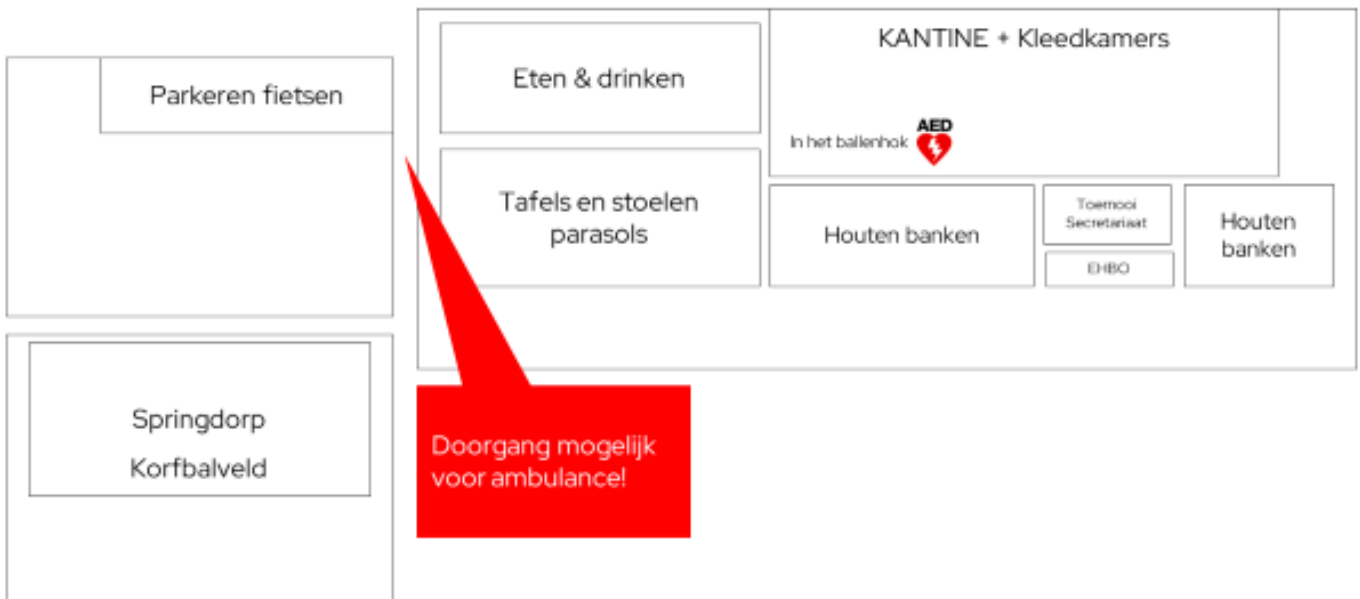 KANTINE + Kleedkamers
Eten & drinken
Parkeren fietsen
AED
In het ballenhok
Tafels en stoelen
parasols
Houten banken
Toernooi
Secretariaat
EHBO
Houten
banken
Springdorp
Korfbalveld
Doorgang mogelijk
voor ambulance!